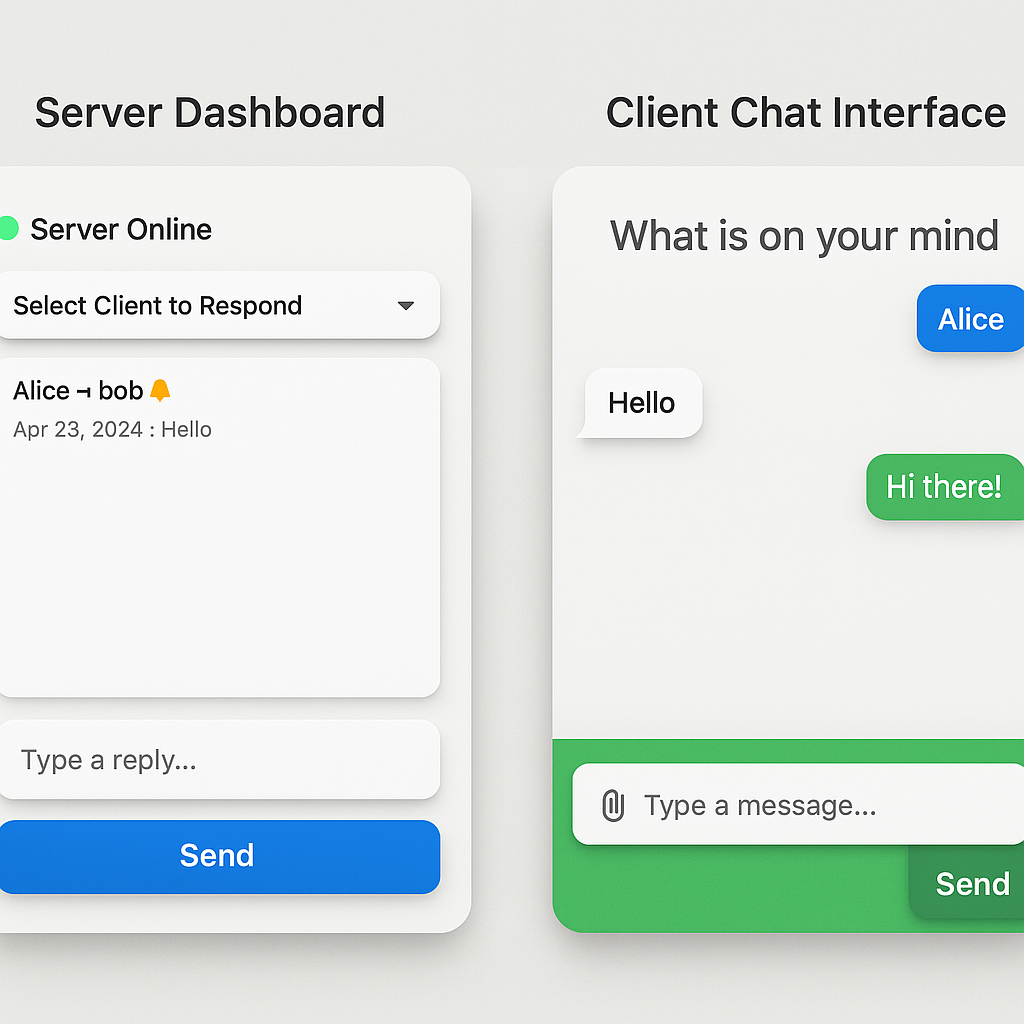 Server Dashboard
Server Online
Select Client to Respond
Alice ⊣ bob
Apr 23, 2024 : Hello
Type a reply...
Send
Client Chat Interface
What is on your mind
Alice
Hello
Hi there!
Type a message...
Send